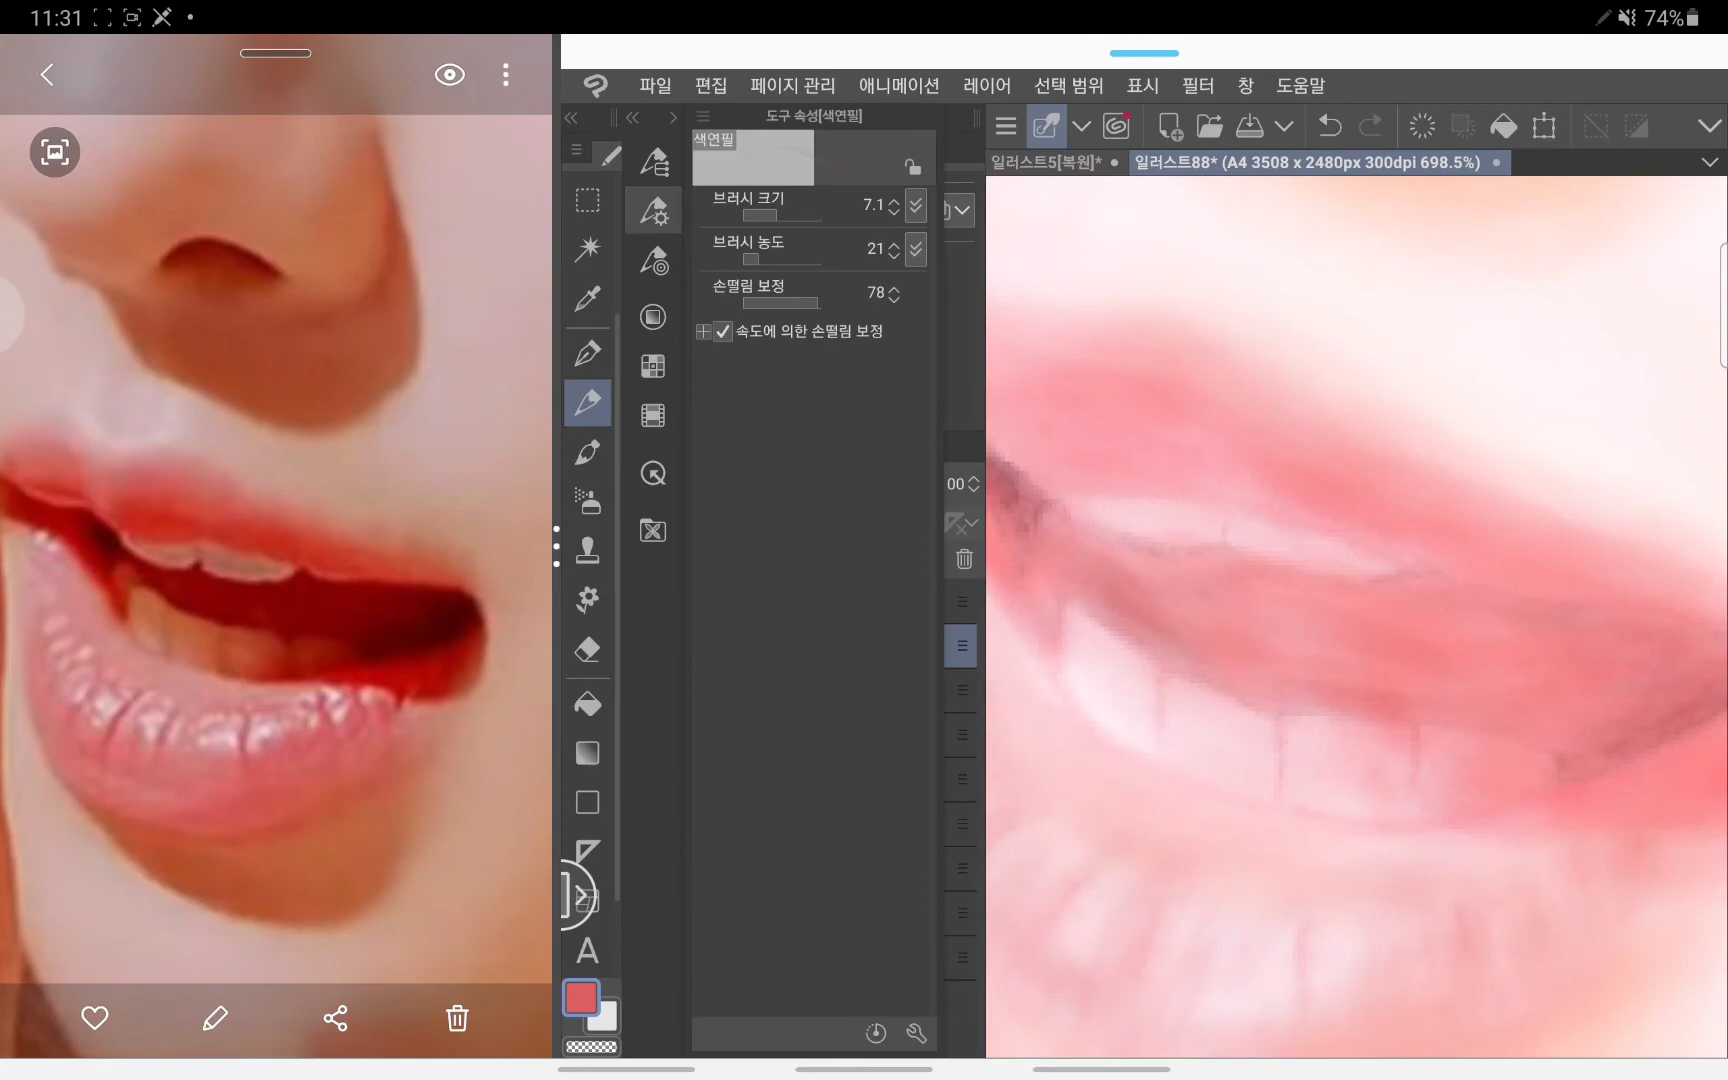 11:31
74%
파일 편집 페이지 관리 애니메이션 레이어 선택 범위 표시 필터 창 도움말
도구 속성[색연필]
색연필
일러스트5[복원]* 일러스트88* (A4 3508 x 2480px 300dpi 698.5%)
브러시 크기 7.1
브러시 농도 21
손떨림 보정 78
속도에 의한 손떨림 보정
00
A